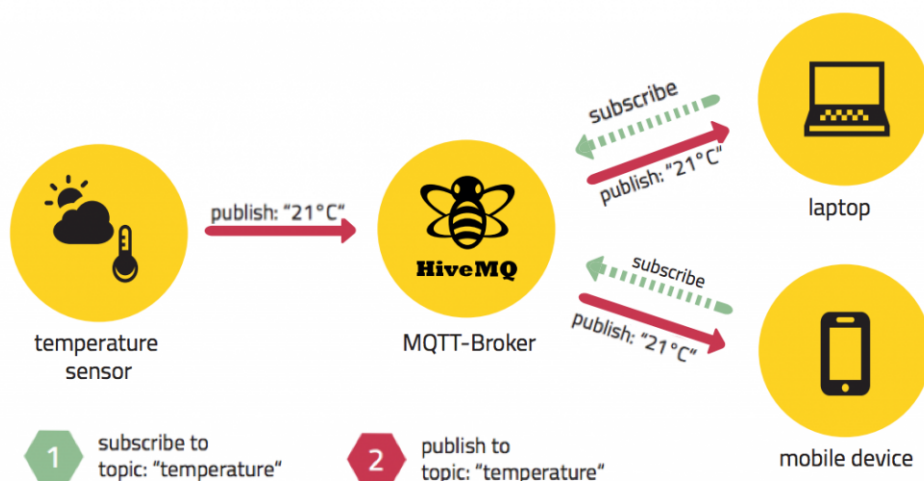 subscribe
publish: “21°C“
laptop
publish: “21°C“
HiveMQ
subscribe
publish: “21°C“
temperature
sensor
MQTT-Broker
mobile device
1
subscribe to
topic: “temperature“
2
publish to
topic: “temperature“